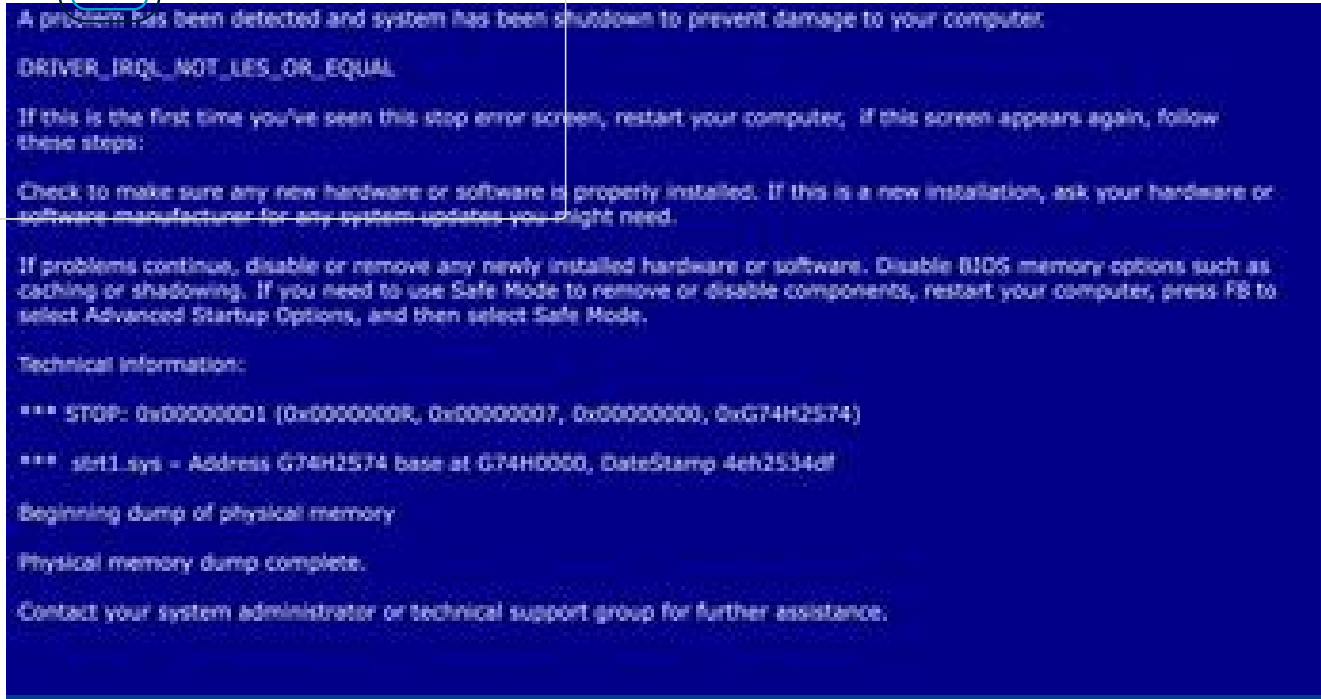 A problem has been detected and system has been shutdown to prevent damage to your computer.
DRIVER_IRQL_NOT_LES_OR_EQUAL
If this is the first time you've seen this stop error screen, restart your computer, if this screen appears again, follow
these steps:
Check to make sure any new hardware or software is properly installed. If this is a new installation, ask your hardware or
software manufacturer for any system updates you might need.
If problems continue, disable or remove any newly installed hardware or software. Disable BIOS memory options such as
caching or shadowing. If you need to use Safe Mode to remove or disable components, restart your computer, press F8 to
select Advanced Startup Options, and then select Safe Mode.
Technical information:
*** STOP: 0x000000D1 (0x0000000R, 0x00000007, 0x00000000, 0xG74H2S74)
*** strt1.sys – Address G74H2S74 base at G74H0000, DateStamp 4eh2534df
Beginning dump of physical memory
Physical memory dump complete.
Contact your system administrator or technical support group for further assistance.